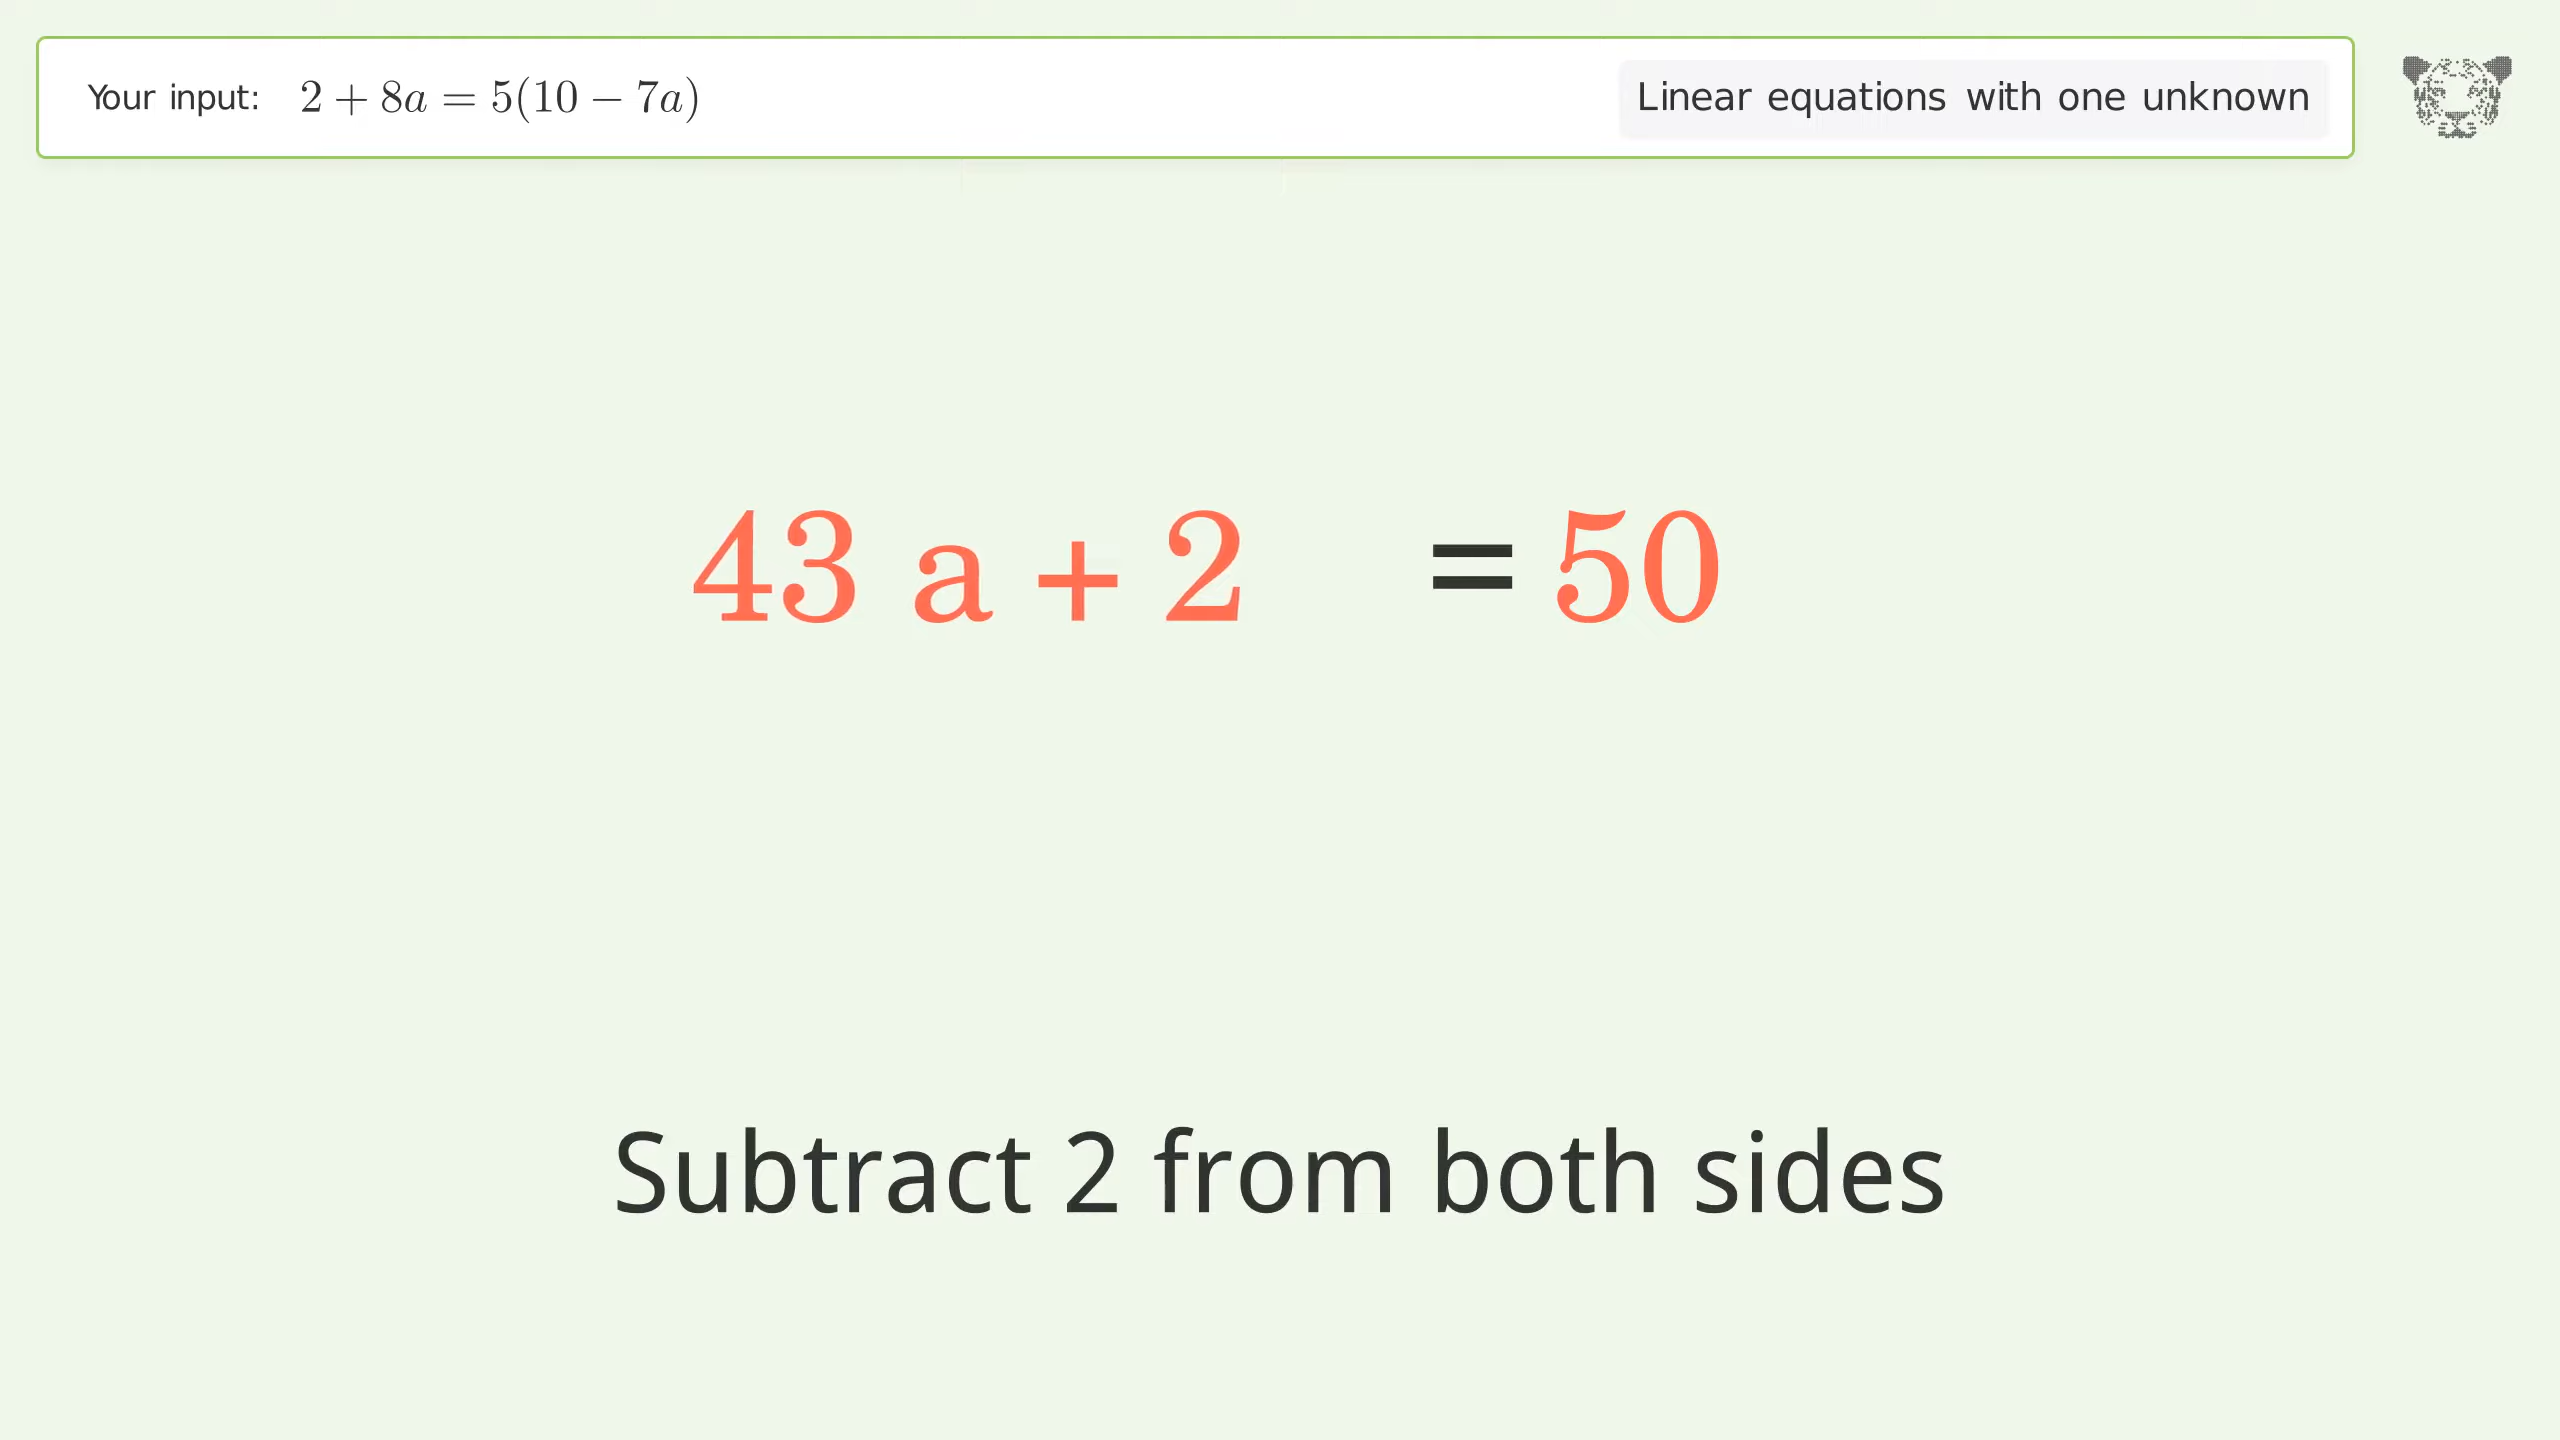 Your input: 2 + 8a = 5(10 − 7a)
Linear equations with one unknown
43 a + 2 = 50
Subtract 2 from both sides